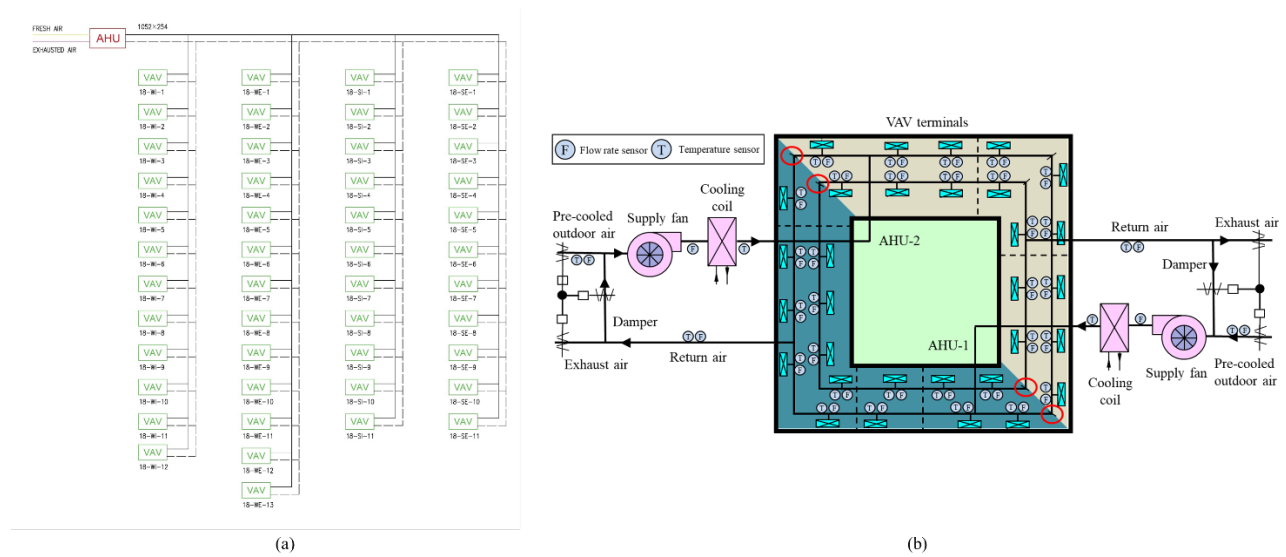 FRESH AIR
1052×254
AHU
EXHAUSTED AIR
VAV VAV VAV VAV
18-WI-1 18-WE-1 18-SI-1 18-SE-1
VAV VAV VAV VAV
18-WI-2 18-WE-2 18-SI-2 18-SE-2
VAV VAV VAV VAV
18-WI-3 18-WE-3 18-SI-3 18-SE-3
VAV VAV VAV VAV
18-WI-4 18-WE-4 18-SI-4 18-SE-4
VAV VAV VAV VAV
18-WI-5 18-WE-5 18-SI-5 18-SE-5
VAV VAV VAV VAV
18-WI-6 18-WE-6 18-SI-6 18-SE-6
VAV VAV VAV VAV
18-WI-7 18-WE-7 18-SI-7 18-SE-7
VAV VAV VAV VAV
18-WI-8 18-WE-8 18-SI-8 18-SE-8
VAV VAV VAV VAV
18-WI-9 18-WE-9 18-SI-9 18-SE-9
VAV VAV VAV VAV
18-WI-10 18-WE-10 18-SI-10 18-SE-10
VAV VAV VAV VAV
18-WI-11 18-WE-11 18-SI-11 18-SE-11
VAV VAV
18-WI-12 18-WE-12
VAV
18-WE-13
(a)
VAV terminals
F Flow rate sensor T Temperature sensor
Pre-cooled
outdoor air
Supply fan
Cooling
coil
AHU-2
Return air
Exhaust air
Damper
Damper
Exhaust air
Return air
AHU-1
Cooling
coil
Supply fan
Pre-cooled
outdoor air
(b)